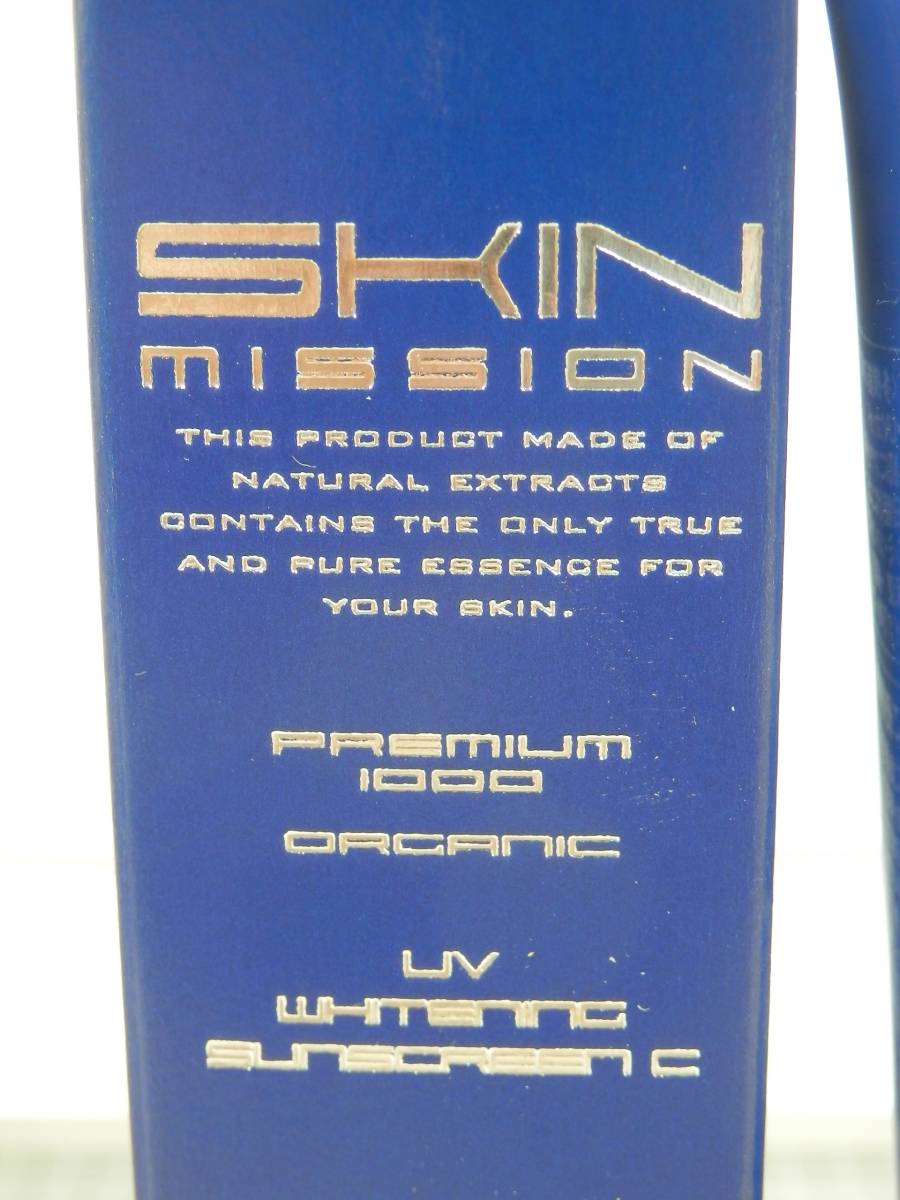 SKIN
MISSION
THIS PRODUCT MADE OF
NATURAL EXTRACTS
CONTAINS THE ONLY TRUE
AND PURE ESSENCE FOR
YOUR SKIN.
PREMIUM
1000
ORGANIC
UV
WHITENING
SUNSCREEN C